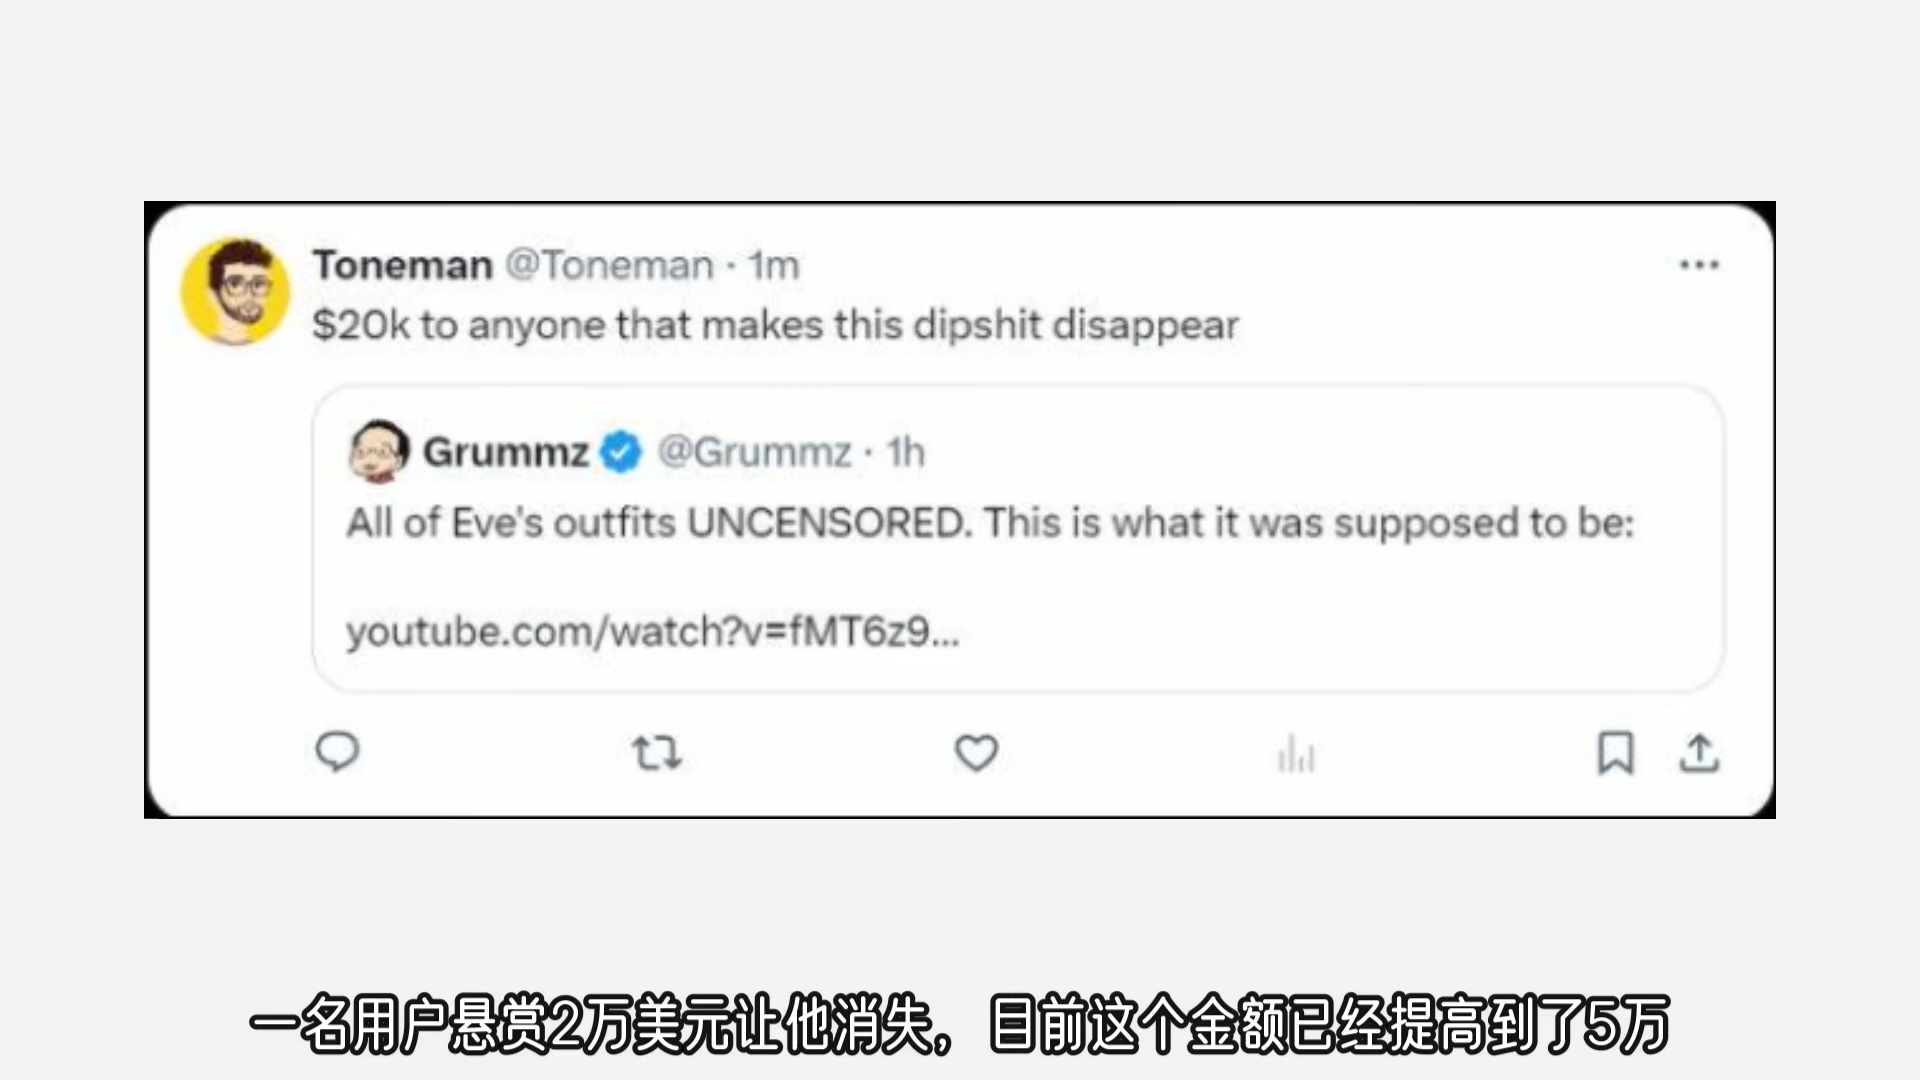 Toneman @Toneman · 1m
$20k to anyone that makes this dipshit disappear
Grummz @Grummz · 1h
All of Eve's outfits UNCENSORED. This is what it was supposed to be:
youtube.com/watch?v=fMT6z9...
一名用户悬赏2万美元让他消失，目前这个金额已经提高到了5万